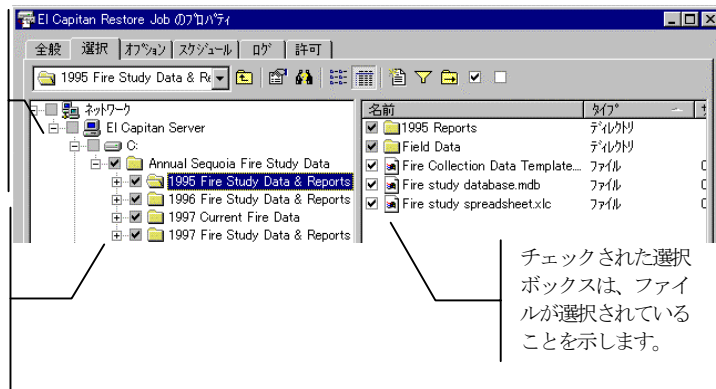 El Capitan Restore Job のﾌﾟﾛﾊﾟﾃｨ
全般 選択 ｵﾌﾟｼｮﾝ ｽｹｼﾞｭｰﾙ ﾛｸﾞ 許可
1995 Fire Study Data & Re
ネットワーク
El Capitan Server
C:
Annual Sequoia Fire Study Data
1995 Fire Study Data & Reports
1996 Fire Study Data & Reports
1997 Current Fire Data
1997 Fire Study Data & Reports
名前 ﾀｲﾌﾟ
1995 Reports ﾃﾞｨﾚｸﾄﾘ
Field Data ﾃﾞｨﾚｸﾄﾘ
Fire Collection Data Template... ﾌｧｲﾙ
Fire study database.mdb ﾌｧｲﾙ
Fire study spreadsheet.xlc ﾌｧｲﾙ
チェックされた選択
ボックスは、ファイ
ルが選択されている
ことを示します。